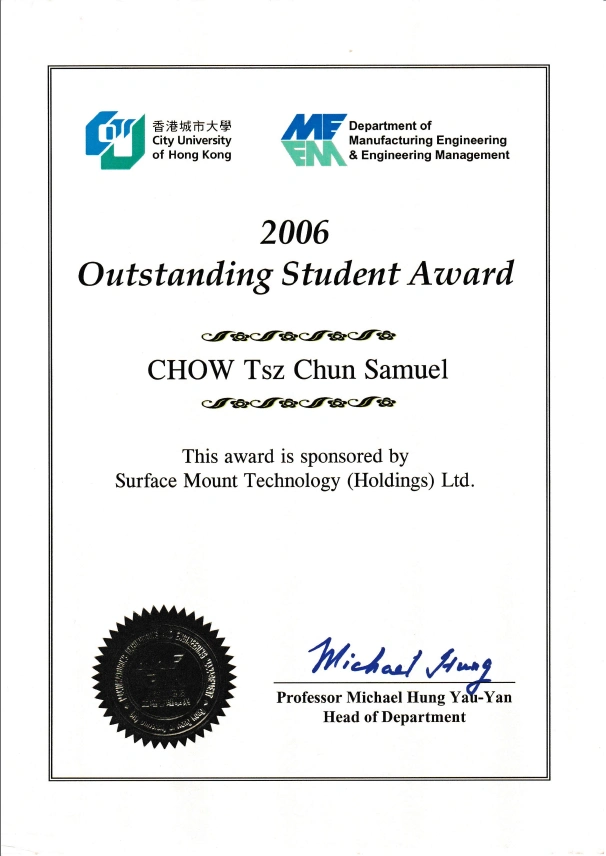 香港城市大學
City University
of Hong Kong
Department of
Manufacturing Engineering
& Engineering Management
2006
Outstanding Student Award
CHOW Tsz Chun Samuel
This award is sponsored by
Surface Mount Technology (Holdings) Ltd.
Michael Hung
Professor Michael Hung Yau-Yan
Head of Department